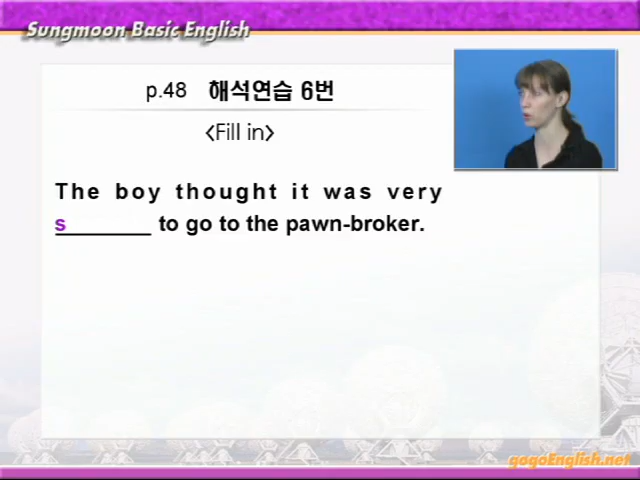 Sungmoon Basic English
p.48 해석연습 6번
<Fill in>
The boy thought it was very
s________ to go to the pawn-broker.
gogoEnglish.net